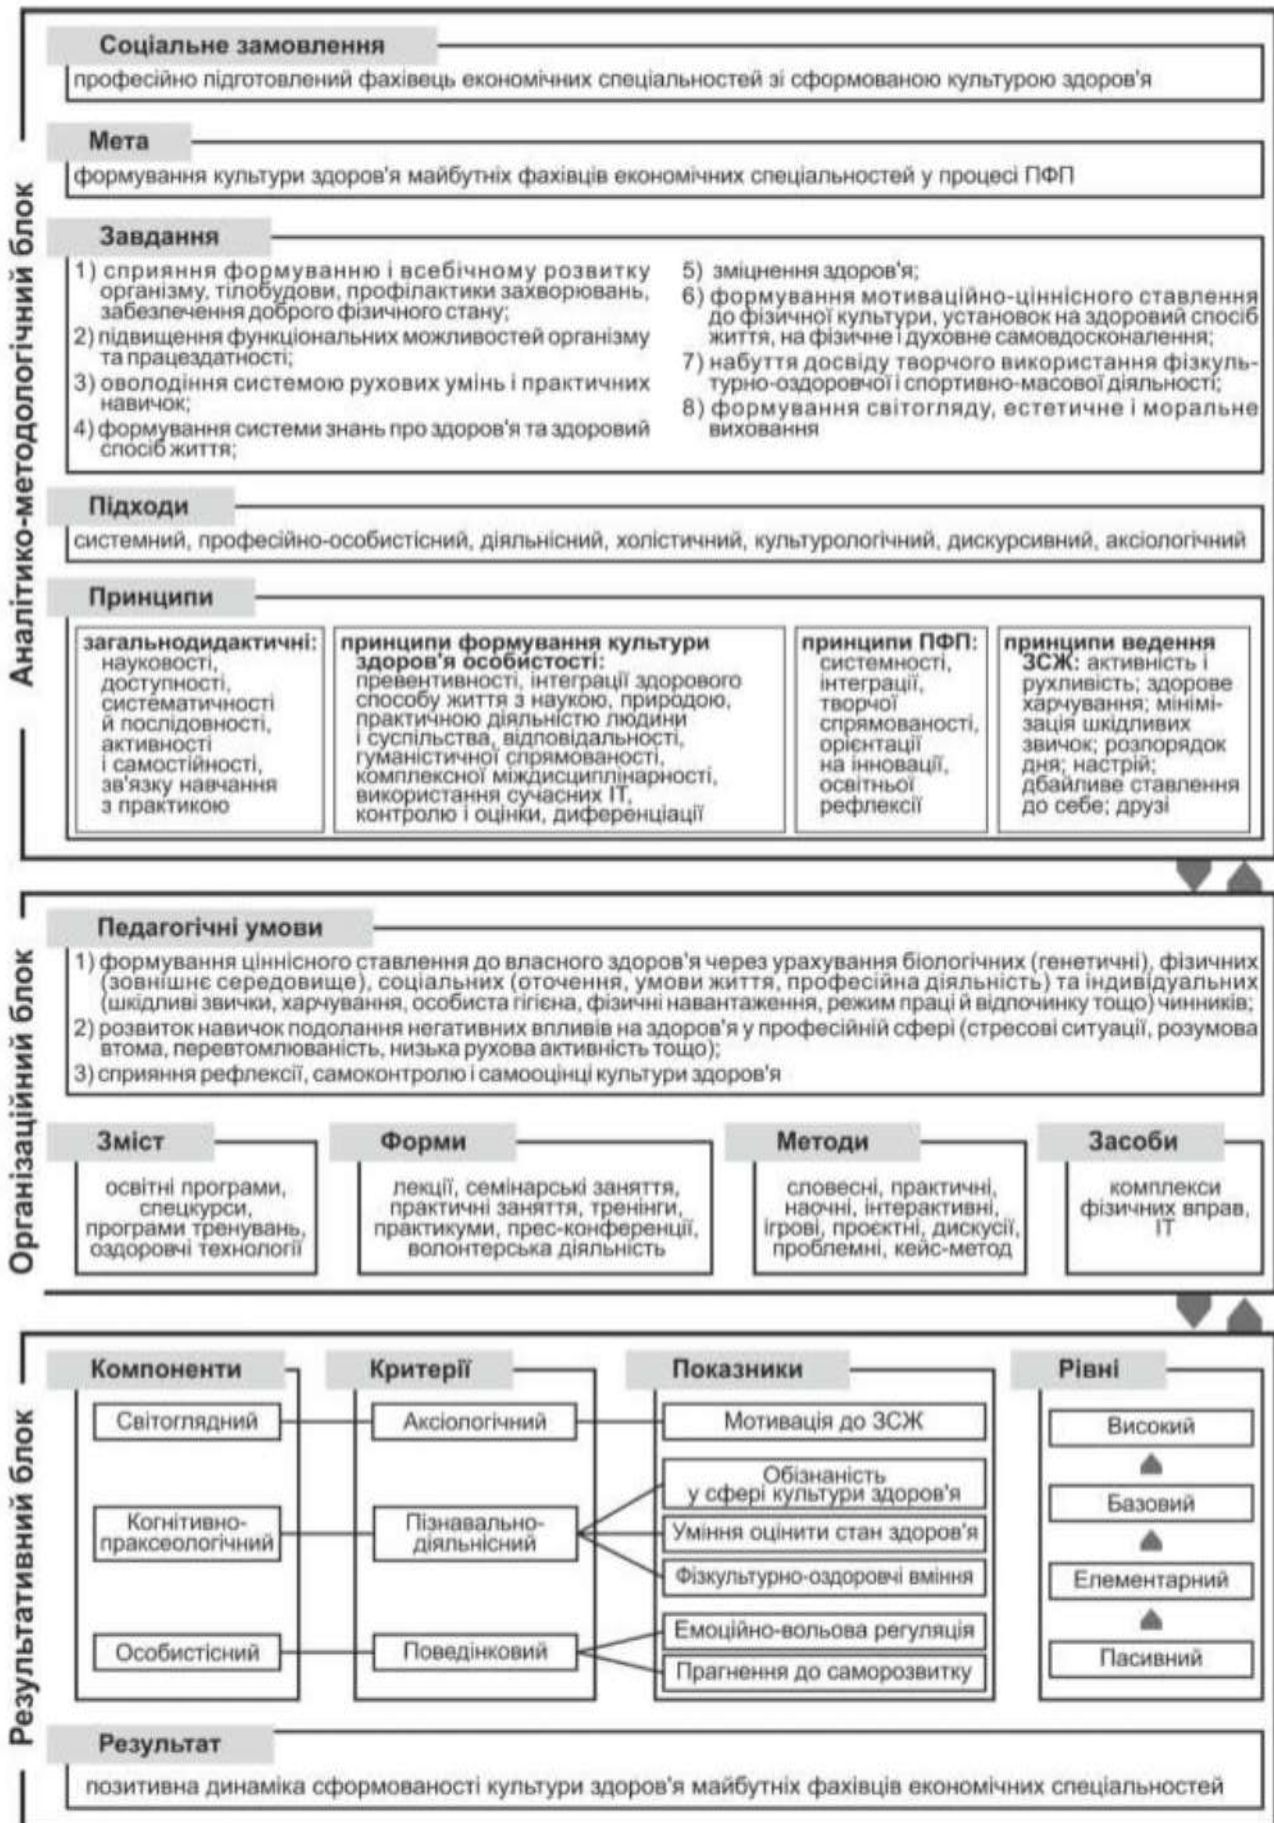 Аналітико-методологічний блок
Соціальне замовлення
професійно підготовлений фахівець економічних спеціальностей зі сформованою культурою здоров'я
Мета
формування культури здоров'я майбутніх фахівців економічних спеціальностей у процесі ПФП
Завдання
1) сприяння формуванню і всебічному розвитку
організму, тілобудови, профілактики захворювань,
забезпечення доброго фізичного стану;
2) підвищення функціональних можливостей організму
та працездатності;
3) оволодіння системою рухових умінь і практичних
навичок;
4) формування системи знань про здоров'я та здоровий
спосіб життя;
5) зміцнення здоров'я;
6) формування мотиваційно-ціннісного ставлення
до фізичної культури, установок на здоровий спосіб
життя, на фізичне і духовне самовдосконалення;
7) набуття досвіду творчого використання фізкуль-
турно-оздоровчої і спортивно-масової діяльності;
8) формування світогляду, естетичне і моральне
виховання
Підходи
системний, професійно-особистісний, діяльнісний, холістичний, культурологічний, дискурсивний, аксіологічний
Принципи
загальнодидактичні:
науковості,
доступності,
систематичності
й послідовності,
активності
і самостійності,
зв'язку навчання
з практикою
принципи формування культури
здоров'я особистості:
превентивності, інтеграції здорового
способу життя з наукою, природою,
практичною діяльністю людини
і суспільства, відповідальності,
гуманістичної спрямованості,
комплексної міждисциплінарності,
використання сучасних ІТ,
контролю і оцінки, диференціації
принципи ПФП:
системності,
інтеграції,
творчої
спрямованості,
орієнтації
на інновації,
освітньої
рефлексії
принципи ведення
ЗСЖ: активність і
рухливість; здорове
харчування; мінімі-
зація шкідливих
звичок; розпорядок
дня; настрій;
дбайливе ставлення
до себе; друзі
Організаційний блок
Педагогічні умови
1) формування ціннісного ставлення до власного здоров'я через урахування біологічних (генетичні), фізичних
(зовнішнє середовище), соціальних (оточення, умови життя, професійна діяльність) та індивідуальних
(шкідливі звички, харчування, особиста гігієна, фізичні навантаження, режим праці й відпочинку тощо) чинників;
2) розвиток навичок подолання негативних впливів на здоров'я у професійній сфері (стресові ситуації, розумова
втома, перевтомлюваність, низька рухова активність тощо);
3) сприяння рефлексії, самоконтролю і самооцінці культури здоров'я
Зміст
освітні програми,
спецкурси,
програми тренувань,
оздоровчі технології
Форми
лекції, семінарські заняття,
практичні заняття, тренінги,
практикуми, прес-конференції,
волонтерська діяльність
Методи
словесні, практичні,
наочні, інтерактивні,
ігрові, проєктні, дискусії,
проблемні, кейс-метод
Засоби
комплекси
фізичних вправ,
ІТ
Результативний блок
Компоненти
Світоглядний
Когнітивно-
праксеологічний
Особистісний
Критерії
Аксіологічний
Пізнавально-
діяльнісний
Поведінковий
Показники
Мотивація до ЗСЖ
Обізнаність
у сфері культури здоров'я
Уміння оцінити стан здоров'я
Фізкультурно-оздоровчі вміння
Емоційно-вольова регуляція
Прагнення до саморозвитку
Рівні
Високий
Базовий
Елементарний
Пасивний
Результат
позитивна динаміка сформованості культури здоров'я майбутніх фахівців економічних спеціальностей